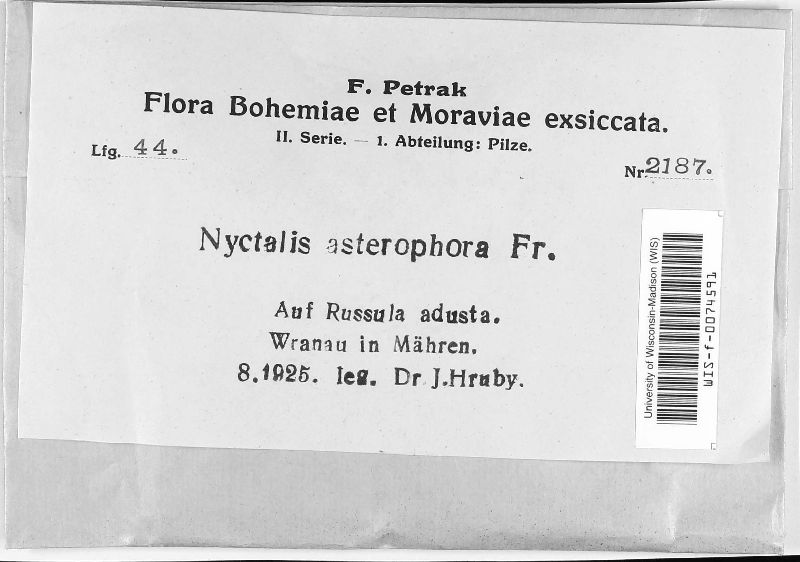 F. Petrak
Flora Bohemiae et Moraviae exsiccata.
II. Serie. — 1. Abteilung: Pilze.
Lfg. 44.
Nr. 2187.
Nyctalis asterophora Fr.
Auf Russula adusta.
Wranau in Mähren.
8.1925. leg. Dr. J.Hruby.
University of Wisconsin-Madison (WIS)
WIS-f-0074591